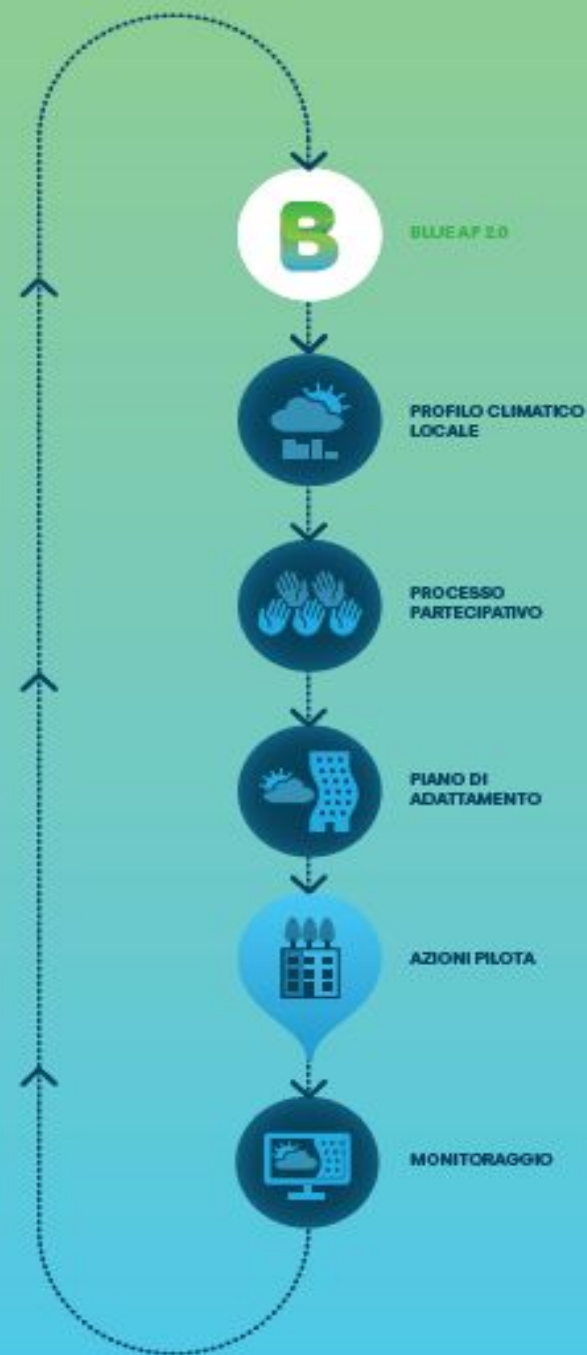 B
BLUE AP 2.0
PROFILO CLIMATICO
LOCALE
PROCESSO
PARTECIPATIVO
PIANO DI
ADATTAMENTO
AZIONI PILOTA
MONITORAGGIO